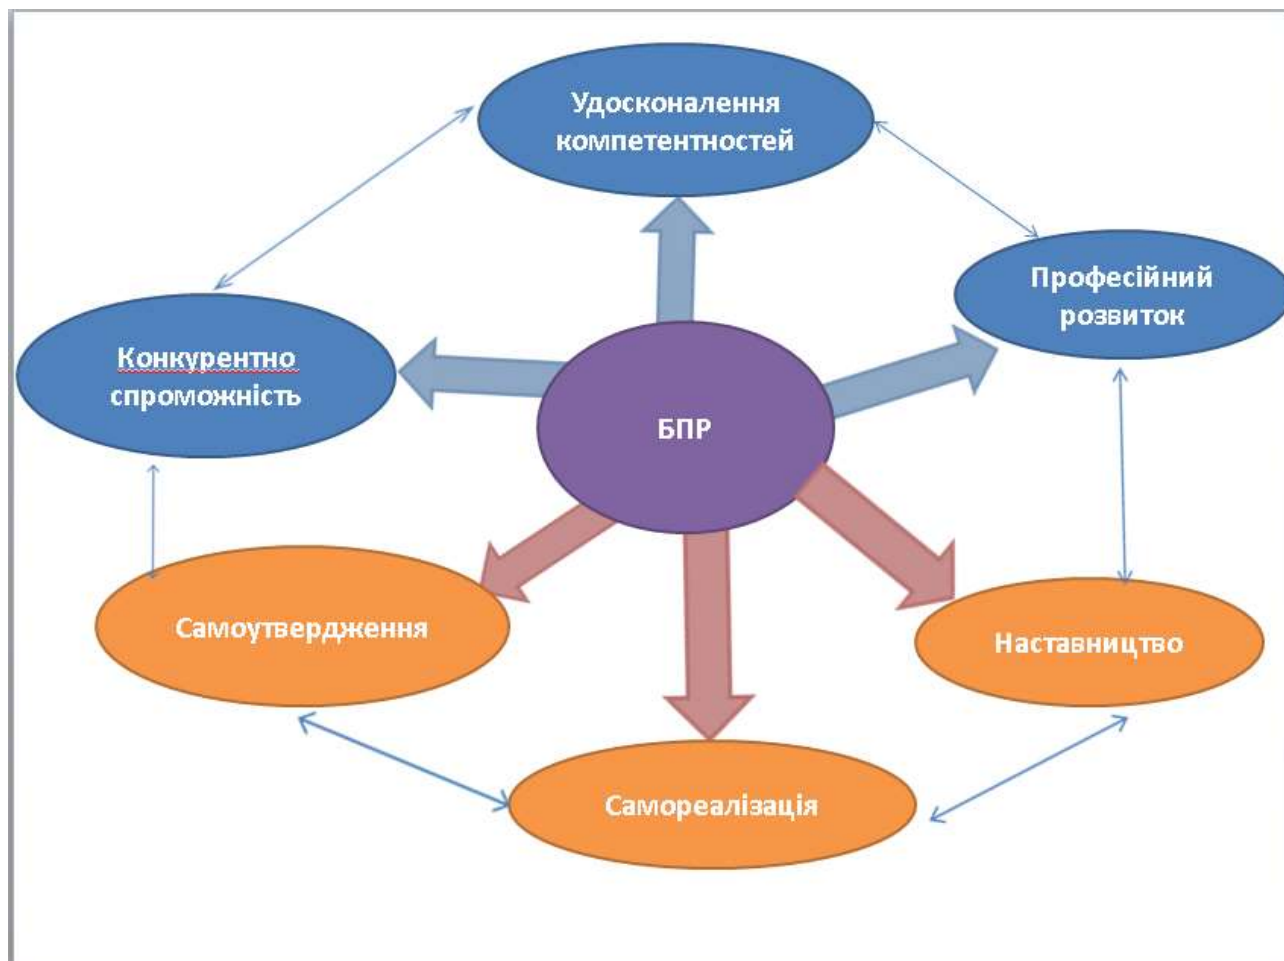 Удосконалення
компетентностей
Професійний
розвиток
Конкурентно
спроможність
БПР
Самоутвердження
Наставництво
Самореалізація